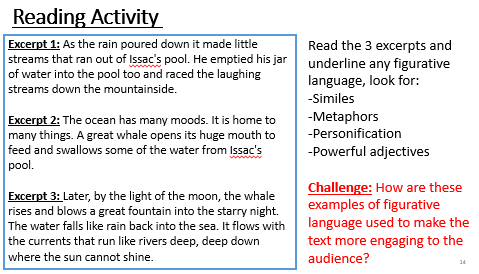 Reading Activity
Excerpt 1: As the rain poured down it made little
streams that ran out of Issac's pool. He emptied his jar
of water into the pool too and raced the laughing
streams down the mountainside.
Excerpt 2: The ocean has many moods. It is home to
many things. A great whale opens its huge mouth to
feed and swallows some of the water from Issac's
pool.
Excerpt 3: Later, by the light of the moon, the whale
rises and blows a great fountain into the starry night.
The water falls like rain back into the sea. It flows with
the currents that run like rivers deep, deep down
where the sun cannot shine.
Read the 3 excerpts and
underline any figurative
language, look for:
-Similes
-Metaphors
-Personification
-Powerful adjectives
Challenge: How are these
examples of figurative
language used to make the
text more engaging to the
audience?
14